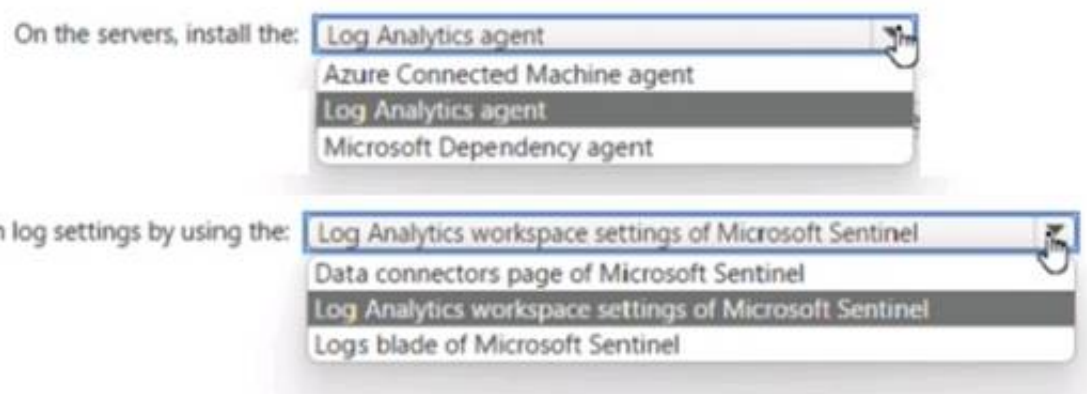 On the servers, install the: Log Analytics agent
Azure Connected Machine agent
Log Analytics agent
Microsoft Dependency agent
log settings by using the: Log Analytics workspace settings of Microsoft Sentinel
Data connectors page of Microsoft Sentinel
Log Analytics workspace settings of Microsoft Sentinel
Logs blade of Microsoft Sentinel